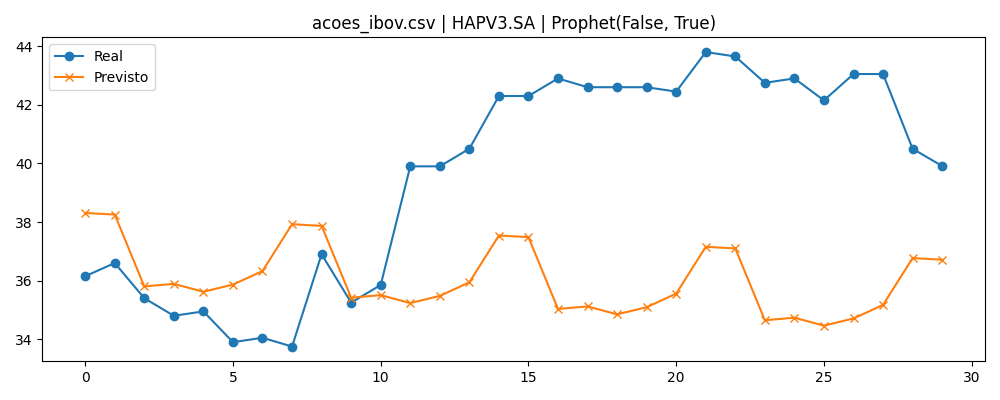 acoes_ibov.csv | HAPV3.SA | Prophet(False, True)
Real
Previsto
44
42
40
38
36
34
0 5 10 15 20 25 30